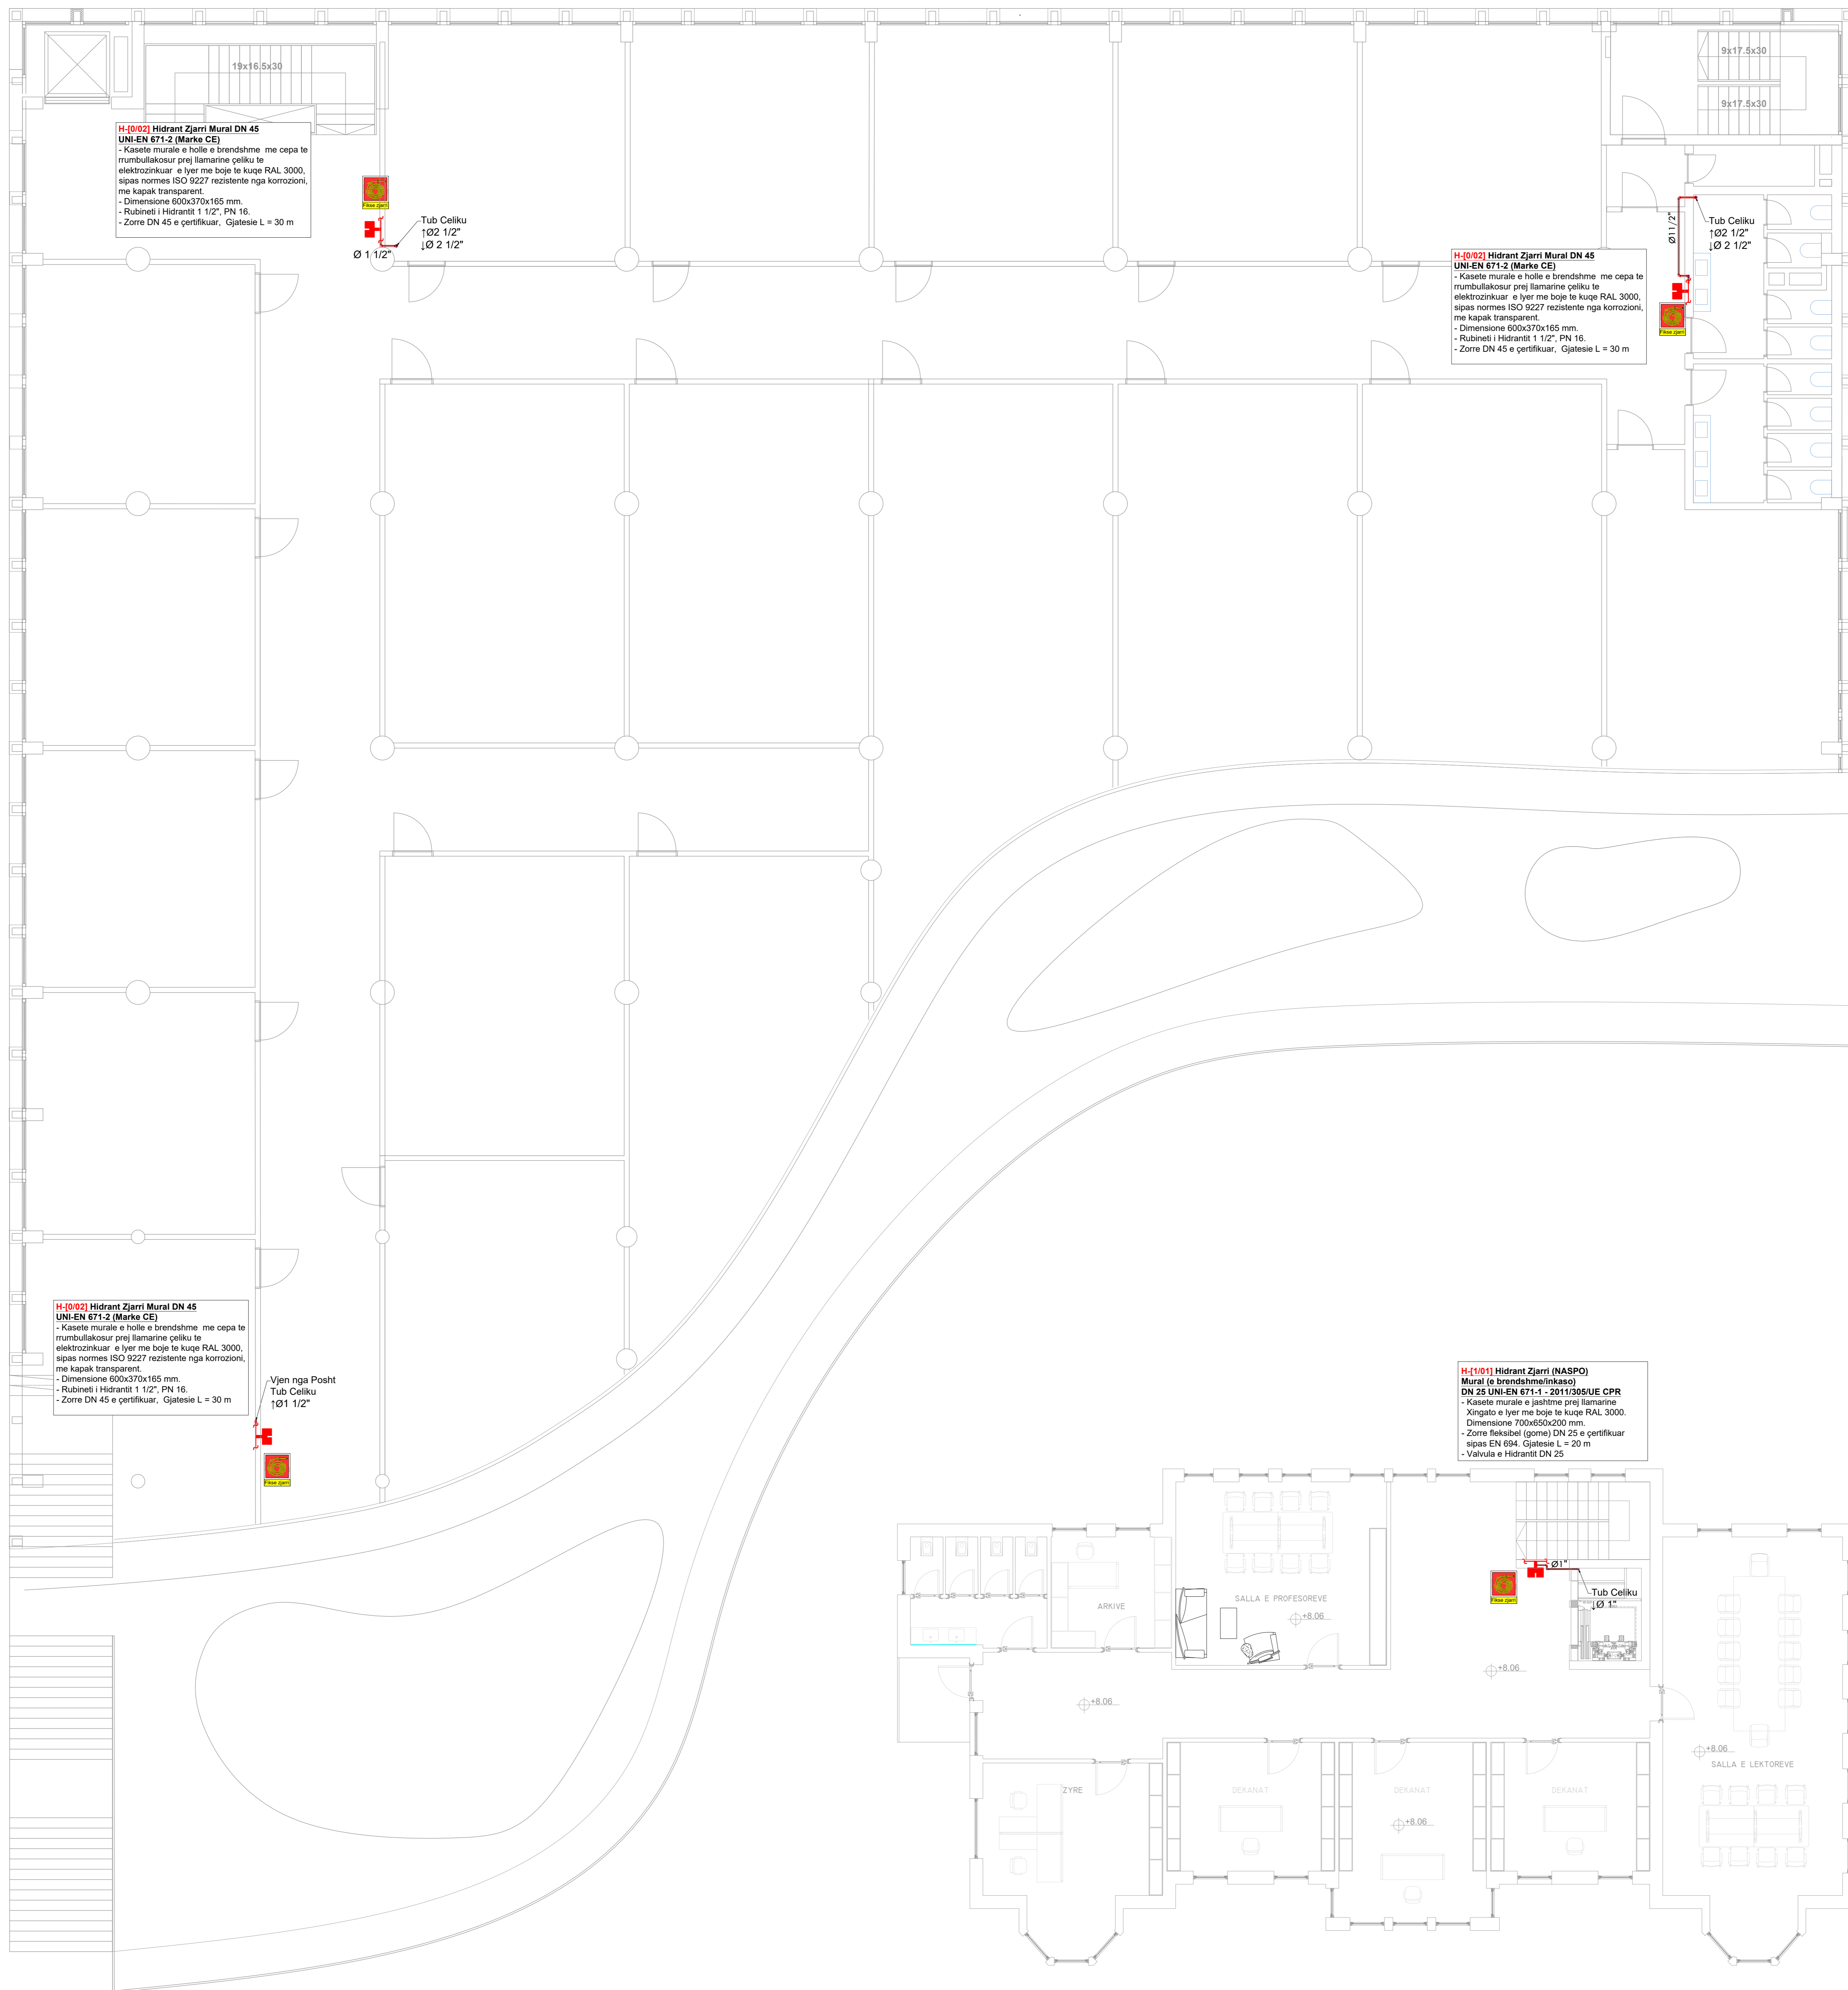 19x16.5x30
9x17.5x30
9x17.5x30
H-[0/02] Hidrant Zjarri Mural DN 45
UNI-EN 671-2 (Marke CE)
- Kasete murale e holle e brendshme  me cepa te
rrumbullakosur prej llamarine çeliku te
elektrozinkuar  e lyer me boje te kuqe RAL 3000,
sipas normes ISO 9227 rezistente nga korrozioni,
me kapak transparent.
- Dimensione 600x370x165 mm.
- Rubineti i Hidrantit 1 1/2", PN 16.
- Zorre DN 45 e çertifikuar,  Gjatesie L = 30 m
Fikse zjarri
Tub Celiku
↑Ø2 1/2"
↓Ø 2 1/2"
Ø 1 1/2"
Ø11/2"
Tub Celiku
↑Ø2 1/2"
↓Ø 2 1/2"
H-[0/02] Hidrant Zjarri Mural DN 45
UNI-EN 671-2 (Marke CE)
- Kasete murale e holle e brendshme  me cepa te
rrumbullakosur prej llamarine çeliku te
elektrozinkuar  e lyer me boje te kuqe RAL 3000,
sipas normes ISO 9227 rezistente nga korrozioni,
me kapak transparent.
- Dimensione 600x370x165 mm.
- Rubineti i Hidrantit 1 1/2", PN 16.
- Zorre DN 45 e çertifikuar,  Gjatesie L = 30 m
Fikse zjarri
H-[0/02] Hidrant Zjarri Mural DN 45
UNI-EN 671-2 (Marke CE)
- Kasete murale e holle e brendshme  me cepa te
rrumbullakosur prej llamarine çeliku te
elektrozinkuar  e lyer me boje te kuqe RAL 3000,
sipas normes ISO 9227 rezistente nga korrozioni,
me kapak transparent.
- Dimensione 600x370x165 mm.
- Rubineti i Hidrantit 1 1/2", PN 16.
- Zorre DN 45 e çertifikuar,  Gjatesie L = 30 m
Vjen nga Posht
Tub Celiku
↑Ø1 1/2"
Fikse zjarri
H-[1/01] Hidrant Zjarri (NASPO)
Mural (e brendshme/inkaso)
DN 25 UNI-EN 671-1 - 2011/305/UE CPR
- Kasete murale e jashtme prej llamarine
Xingato e lyer me boje te kuqe RAL 3000.
Dimensione 700x650x200 mm.
- Zorre fleksibel (gome) DN 25 e çertifikuar
sipas EN 694. Gjatesie L = 20 m
- Valvula e Hidrantit DN 25
Ø1"
Tub Celiku
↓Ø 1"
Fikse zjarri
SALLA E PROFESOREVE
+8.06
ARKIVE
+8.06
+8.06
+8.06
SALLA E LEKTOREVE
ZYRE
DEKANAT
DEKANAT
DEKANAT
+8.06